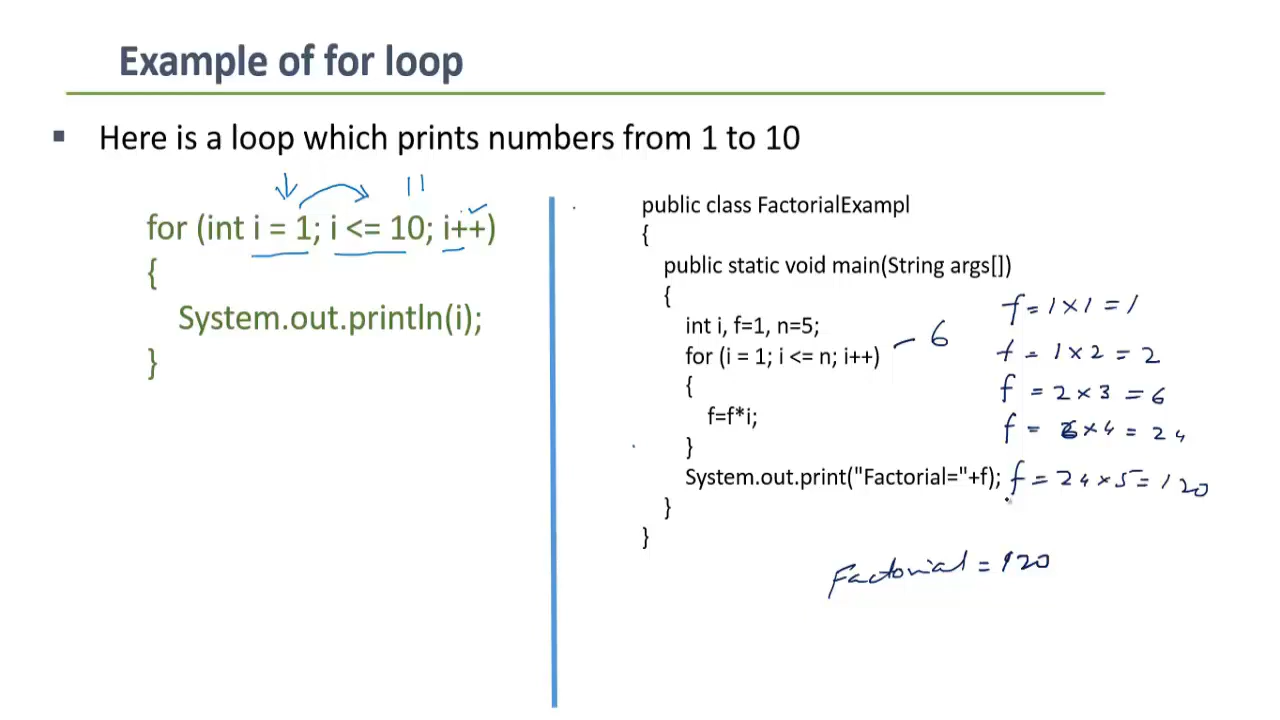 Example of for loop
▪ Here is a loop which prints numbers from 1 to 10
11
for (int i = 1; i <= 10; i++)
{
System.out.println(i);
}
public class FactorialExampl
{
public static void main(String args[])
{
int i, f=1, n=5;
for (i = 1; i <= n; i++) – 6
{
f=f*i;
}
System.out.print("Factorial="+f);
}
}
f = 1 x 1 = 1
f = 1 x 2 = 2
f = 2 x 3 = 6
f = 6 x 4 = 24
f = 24 x 5 = 120
Factorial = 120